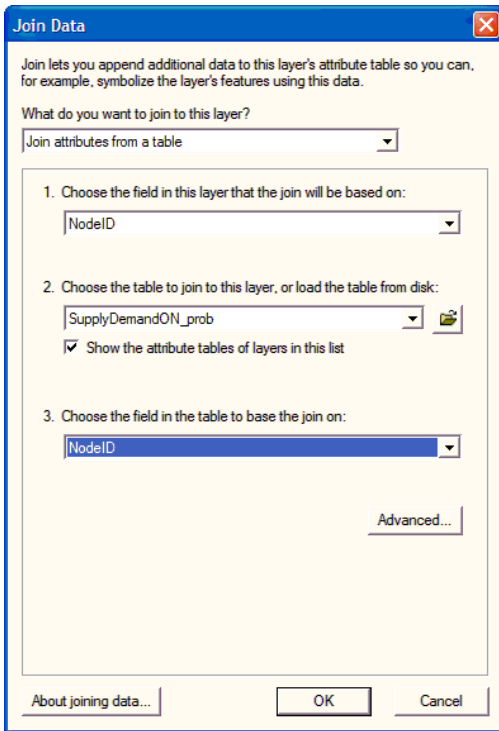 Join Data
Join lets you append additional data to this layer's attribute table so you can,
for example, symbolize the layer's features using this data.
What do you want to join to this layer?
Join attributes from a table
1. Choose the field in this layer that the join will be based on:
NodeID
2. Choose the table to join to this layer, or load the table from disk:
SupplyDemandON_prob
Show the attribute tables of layers in this list
3. Choose the field in the table to base the join on:
NodeID
Advanced...
About joining data... OK Cancel